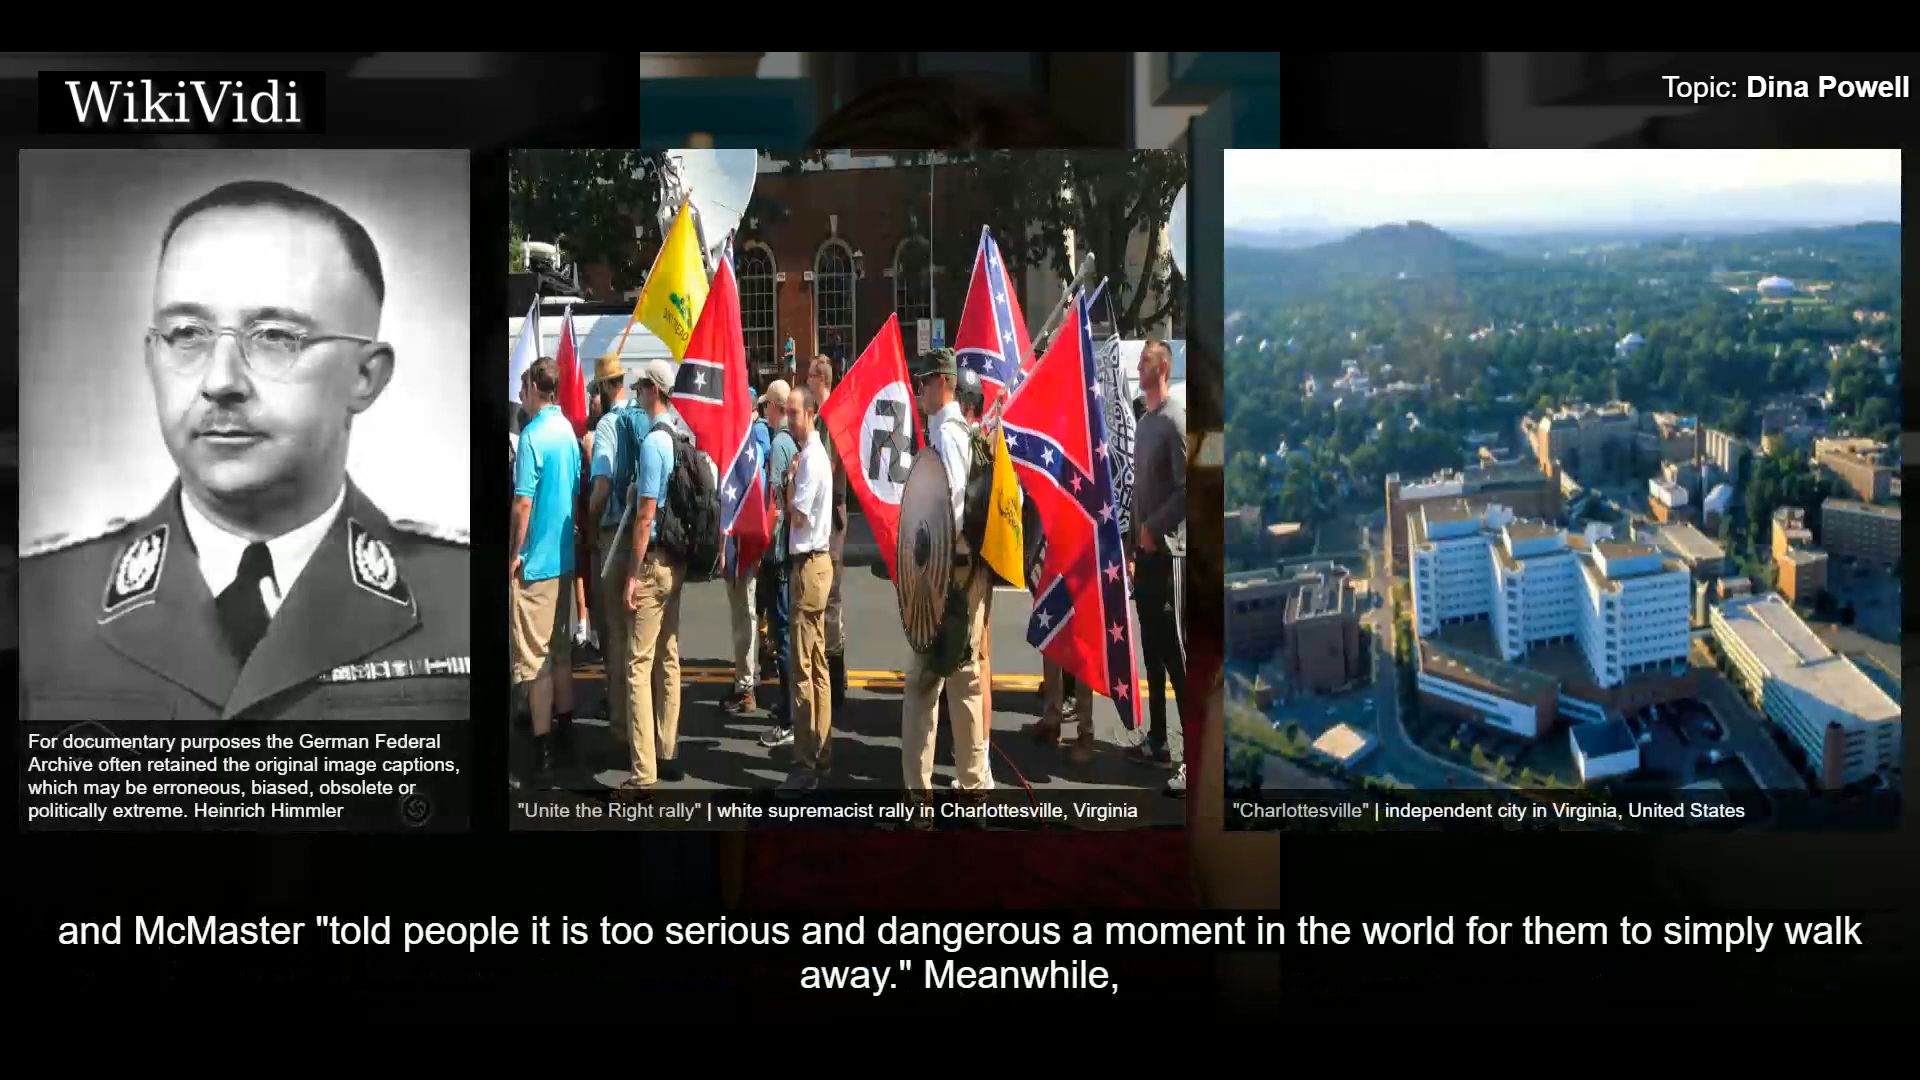 WikiVidi
Topic: Dina Powell
For documentary purposes the German Federal
Archive often retained the original image captions,
which may be erroneous, biased, obsolete or
politically extreme. Heinrich Himmler
"Unite the Right rally" | white supremacist rally in Charlottesville, Virginia
"Charlottesville" | independent city in Virginia, United States
and McMaster "told people it is too serious and dangerous a moment in the world for them to simply walk
away." Meanwhile,